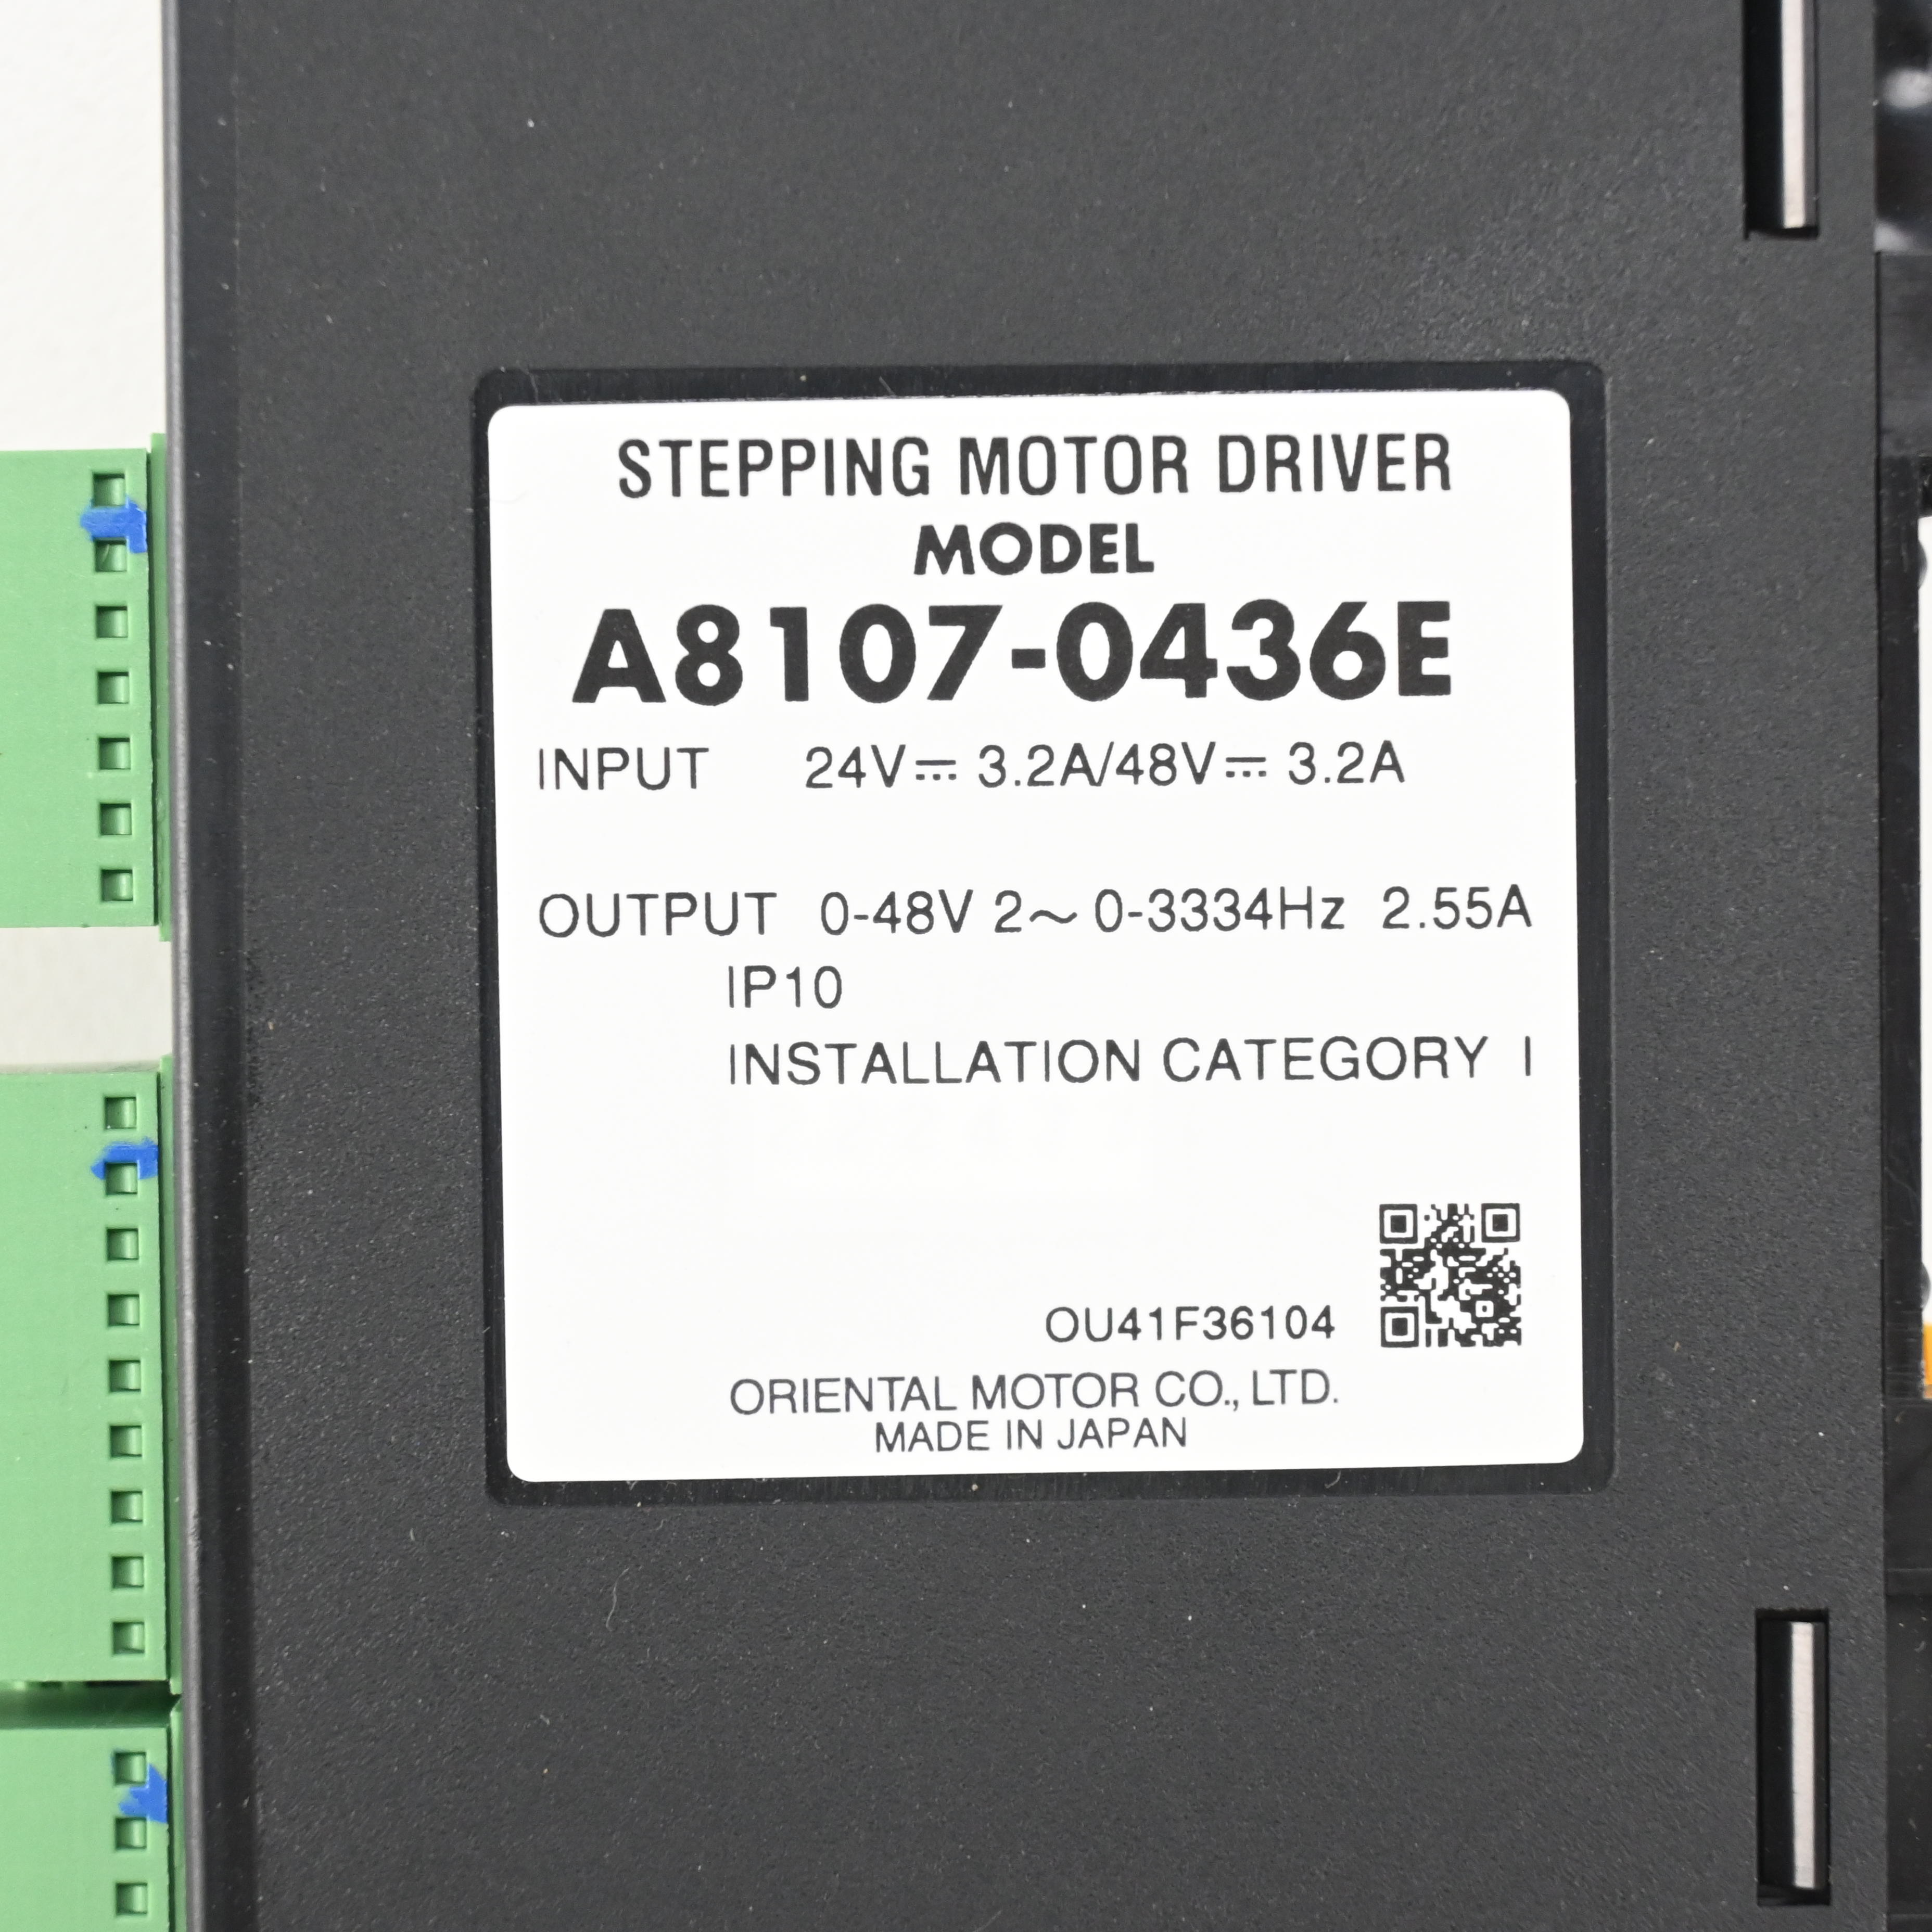 STEPPING MOTOR DRIVER
MODEL
A8107-0436E
INPUT 24V⎓ 3.2A/48V⎓ 3.2A
OUTPUT 0-48V 2～ 0-3334Hz 2.55A
IP10
INSTALLATION CATEGORY I
OU41F36104
ORIENTAL MOTOR CO., LTD.
MADE IN JAPAN